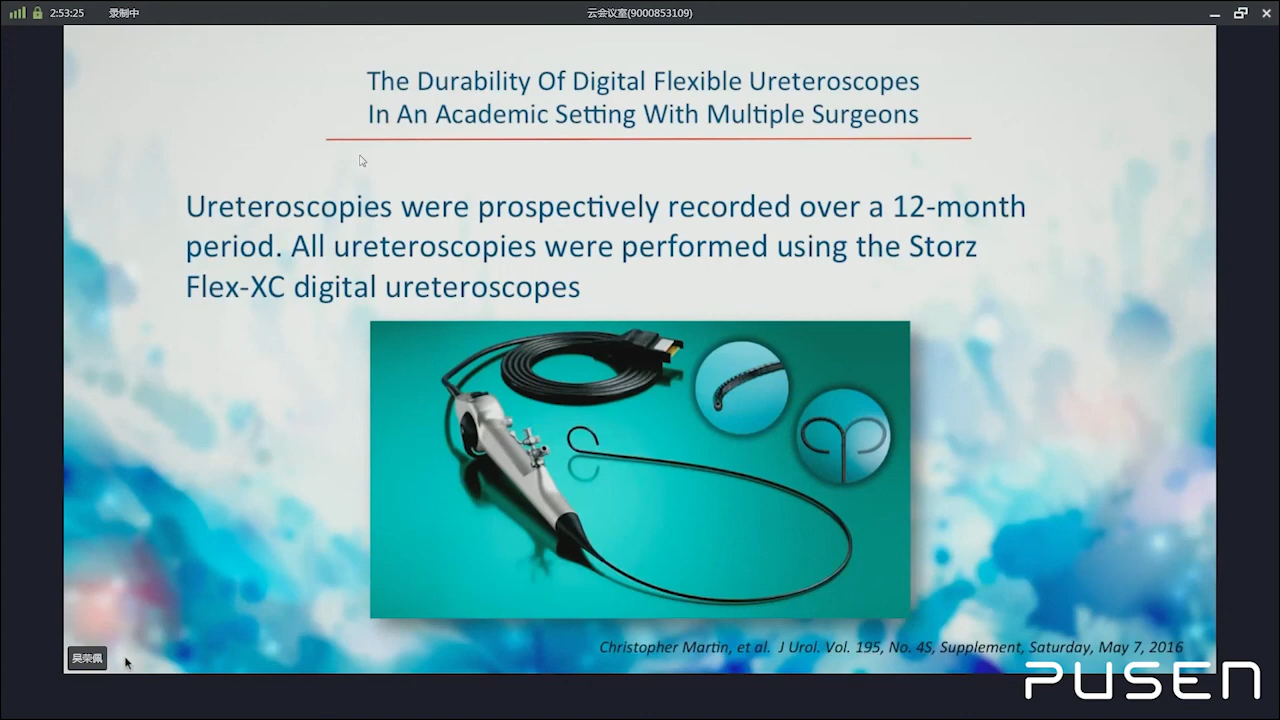 2:53:25 录制中 云会议室(9000853109)
The Durability Of Digital Flexible Ureteroscopes
In An Academic Setting With Multiple Surgeons
Ureteroscopies were prospectively recorded over a 12-month
period. All ureteroscopies were performed using the Storz
Flex-XC digital ureteroscopes
Christopher Martin, et al. J Urol. Vol. 195, No. 4S, Supplement, Saturday, May 7, 2016
吴荣佩
PUSEN